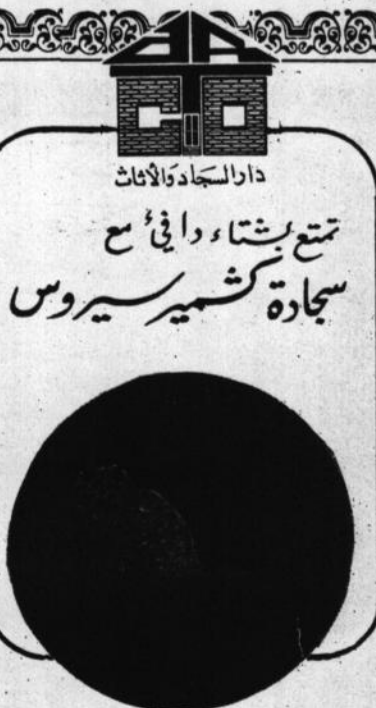 دار السجاد والأثاث
تمتع بشتاء دافئ مع
سجادة كشمير سيروس